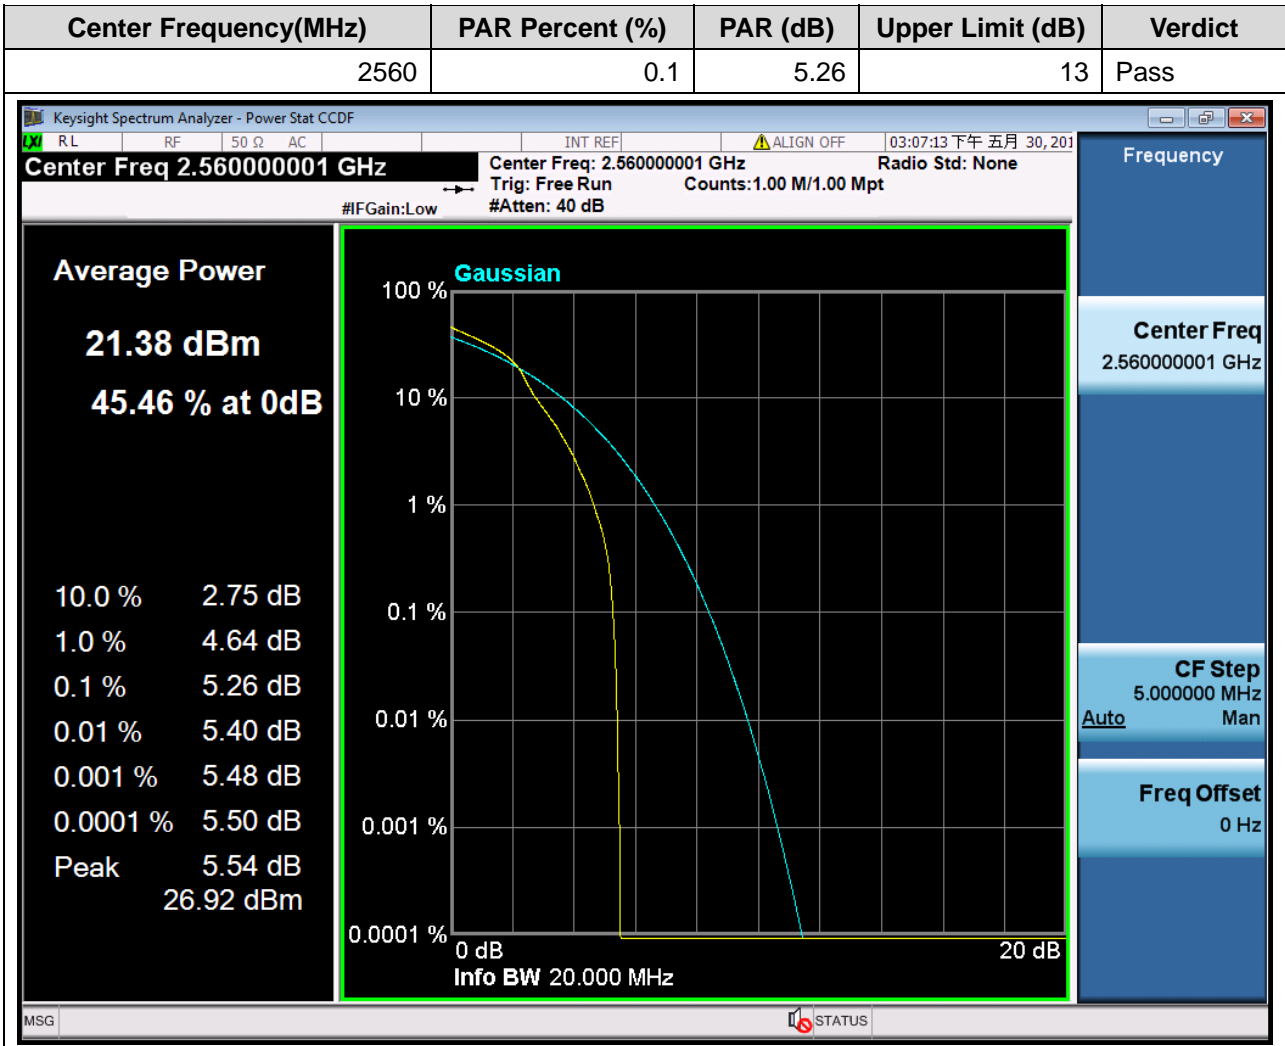 Center Frequency(MHz) PAR Percent (%) PAR (dB) Upper Limit (dB) Verdict
2560 0.1 5.26 13 Pass
Keysight Spectrum Analyzer - Power Stat CCDF
LXI RL RF 50 Ω AC INT REF ALIGN OFF 03:07:13 下午 五月 30, 201
Center Freq 2.560000001 GHz
Center Freq: 2.560000001 GHz Radio Std: None
Trig: Free Run Counts:1.00 M/1.00 Mpt
#IFGain:Low #Atten: 40 dB
Average Power
21.38 dBm
45.46 % at 0dB
10.0 % 2.75 dB
1.0 % 4.64 dB
0.1 % 5.26 dB
0.01 % 5.40 dB
0.001 % 5.48 dB
0.0001 % 5.50 dB
Peak 5.54 dB
26.92 dBm
Gaussian
100 %
10 %
1 %
0.1 %
0.01 %
0.001 %
0.0001 %
0 dB 20 dB
Info BW 20.000 MHz
Frequency
Center Freq
2.560000001 GHz
CF Step
5.000000 MHz
Auto Man
Freq Offset
0 Hz
MSG STATUS